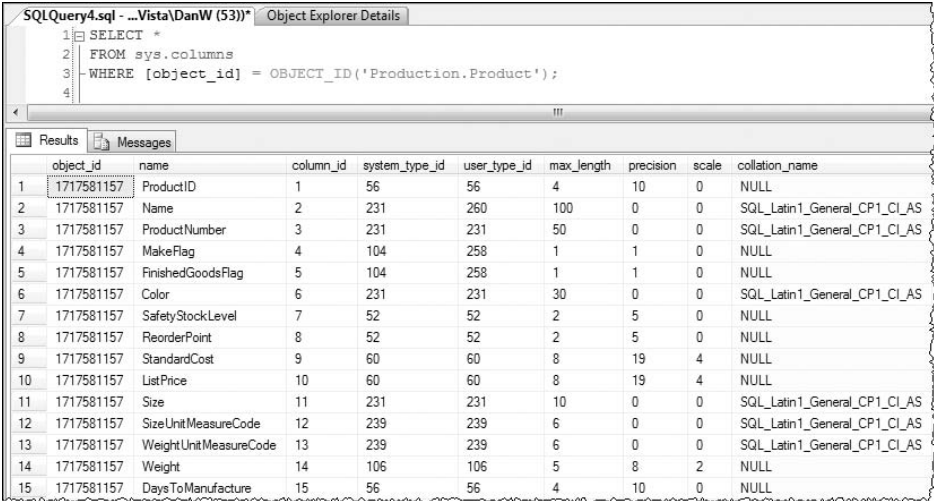 SQLQuery4.sql - ...Vista\DanW (53))* Object Explorer Details
1 SELECT *
2 FROM sys.columns
3 WHERE [object_id] = OBJECT_ID('Production.Product');
4
Results Messages
object_id name column_id system_type_id user_type_id max_length precision scale collation_name
1 1717581157 ProductID 1 56 56 4 10 0 NULL
2 1717581157 Name 2 231 260 100 0 0 SQL_Latin1_General_CP1_CI_AS
3 1717581157 ProductNumber 3 231 231 50 0 0 SQL_Latin1_General_CP1_CI_AS
4 1717581157 MakeFlag 4 104 258 1 1 0 NULL
5 1717581157 FinishedGoodsFlag 5 104 258 1 1 0 NULL
6 1717581157 Color 6 231 231 30 0 0 SQL_Latin1_General_CP1_CI_AS
7 1717581157 SafetyStockLevel 7 52 52 2 5 0 NULL
8 1717581157 ReorderPoint 8 52 52 2 5 0 NULL
9 1717581157 StandardCost 9 60 60 8 19 4 NULL
10 1717581157 ListPrice 10 60 60 8 19 4 NULL
11 1717581157 Size 11 231 231 10 0 0 SQL_Latin1_General_CP1_CI_AS
12 1717581157 SizeUnitMeasureCode 12 239 239 6 0 0 SQL_Latin1_General_CP1_CI_AS
13 1717581157 WeightUnitMeasureCode 13 239 239 6 0 0 SQL_Latin1_General_CP1_CI_AS
14 1717581157 Weight 14 106 106 5 8 2 NULL
15 1717581157 DaysToManufacture 15 56 56 4 10 0 NULL